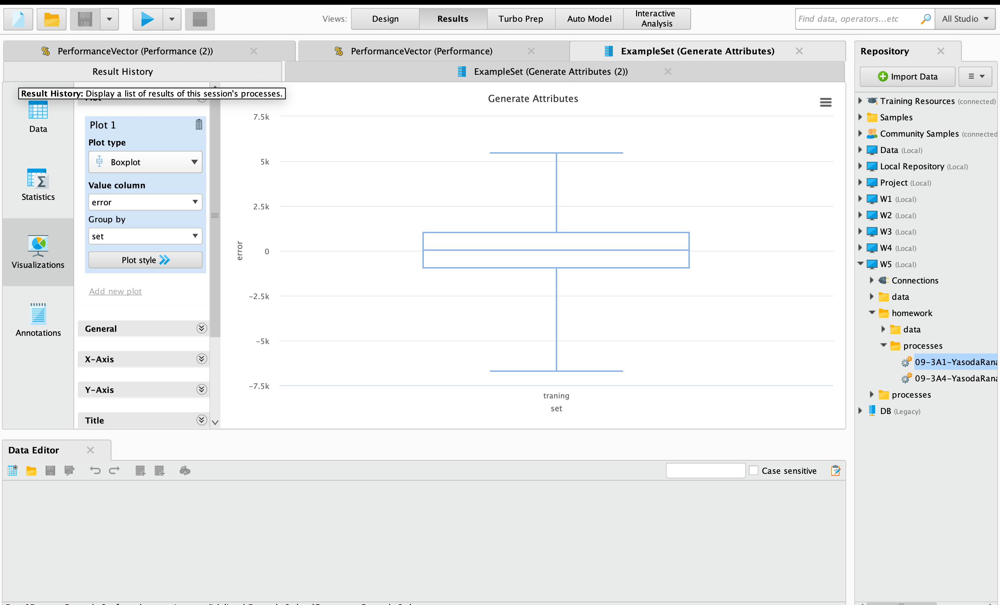 Views: Design Results Turbo Prep Auto Model Interactive Analysis
Find data, operators...etc All Studio
PerformanceVector (Performance (2)) PerformanceVector (Performance) ExampleSet (Generate Attributes)
Result History ExampleSet (Generate Attributes (2))
Result History: Display a list of results of this session's processes.
Data
Statistics
Visualizations
Annotations
Plot 1
Plot type
Boxplot
Value column
error
Group by
set
Plot style
Add new plot
General
X-Axis
Y-Axis
Title
Generate Attributes
7.5k
5k
2.5k
0
-2.5k
-5k
-7.5k
error
traning
set
Repository
Import Data
Training Resources (connected)
Samples
Community Samples (connected
Data (Local)
Local Repository (Local)
Project (Local)
W1 (Local)
W2 (Local)
W3 (Local)
W4 (Local)
W5 (Local)
Connections
data
homework
data
processes
09-3A1-YasodaRana
09-3A4-YasodaRana
processes
DB (Legacy)
Data Editor
Case sensitive